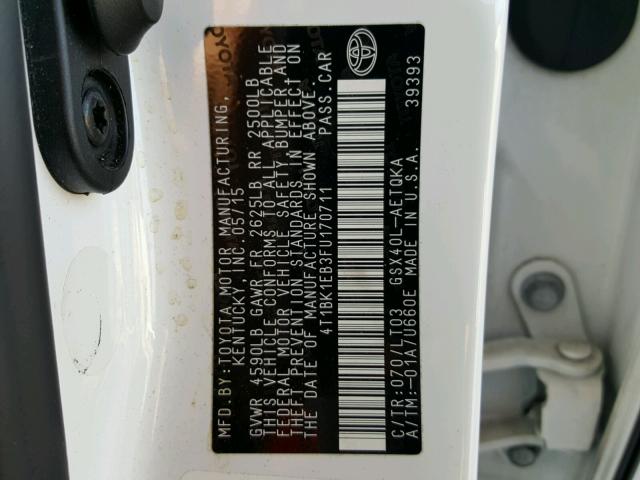 MFD. BY: TOYOTA MOTOR MANUFACTURING,
KENTUCKY, INC. 05/15
GVWR 4590LB GAWR FR 2625LB RR 2500LB
THIS VEHICLE CONFORMS TO ALL APPLICABLE
FEDERAL MOTOR VEHICLE SAFETY, BUMPER AND
THEFT PREVENTION STANDARDS IN EFFECT ON
THE DATE OF MANUFACTURE SHOWN ABOVE.
4T1BK1EB3FU170711 PASS. CAR
C/TR:070/LT03 GSX40L-AETQKA
A/TM:-01A/U660E MADE IN U.S.A.
39393